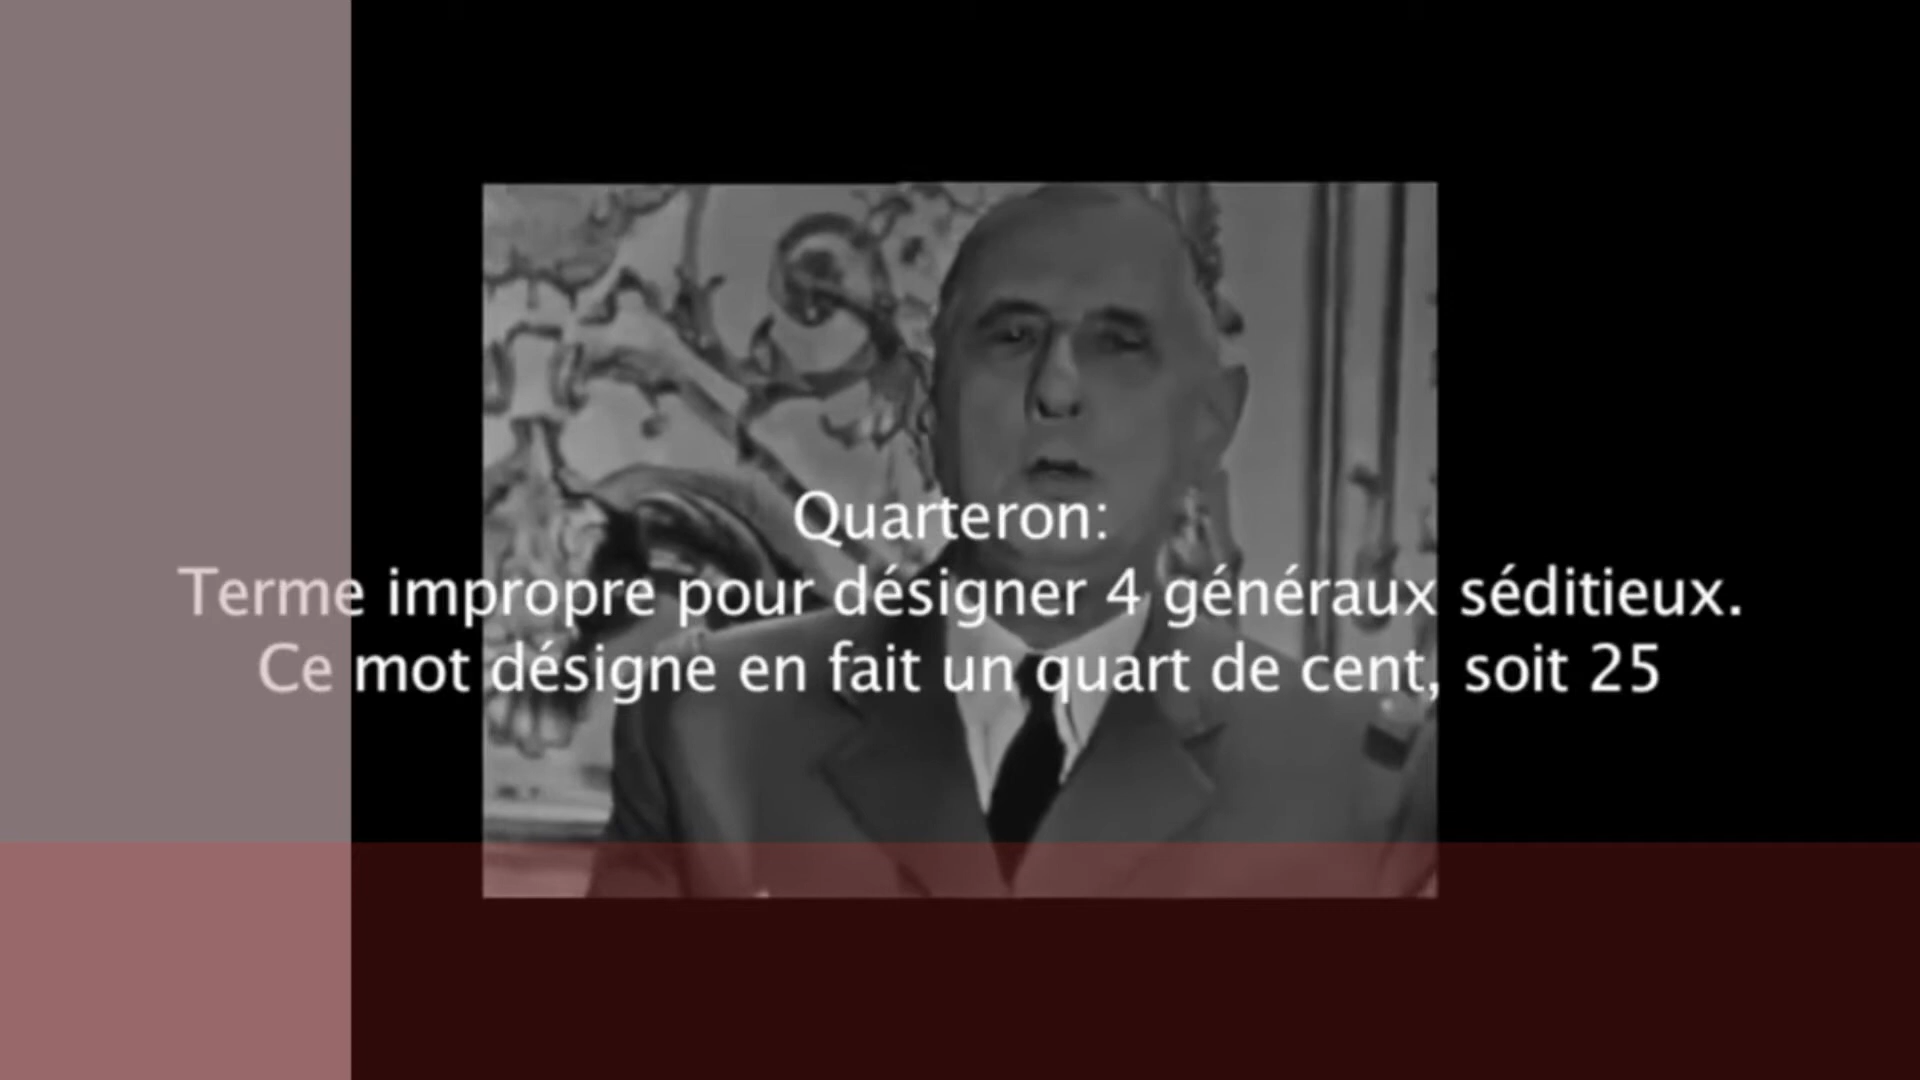 Quarteron:
Terme impropre pour désigner 4 généraux séditieux.
Ce mot désigne en fait un quart de cent, soit 25